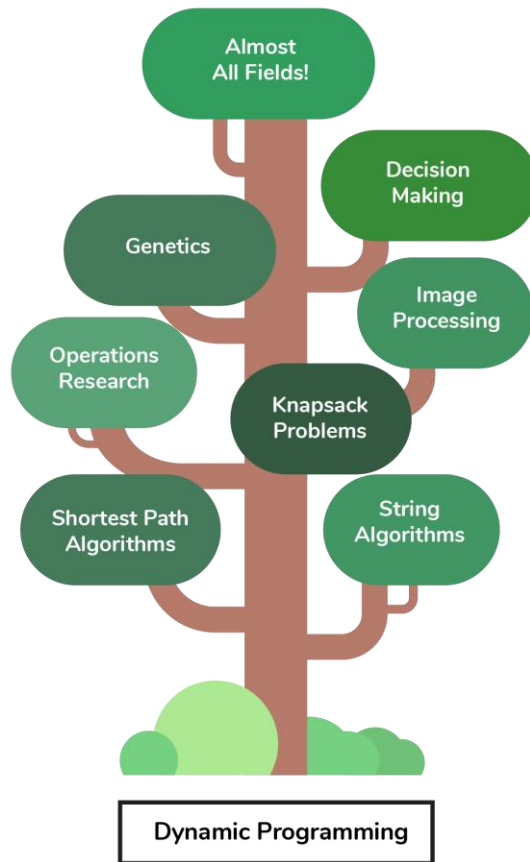 Almost
All Fields!
Decision
Making
Genetics
Image
Processing
Operations
Research
Knapsack
Problems
Shortest Path
Algorithms
String
Algorithms
Dynamic Programming